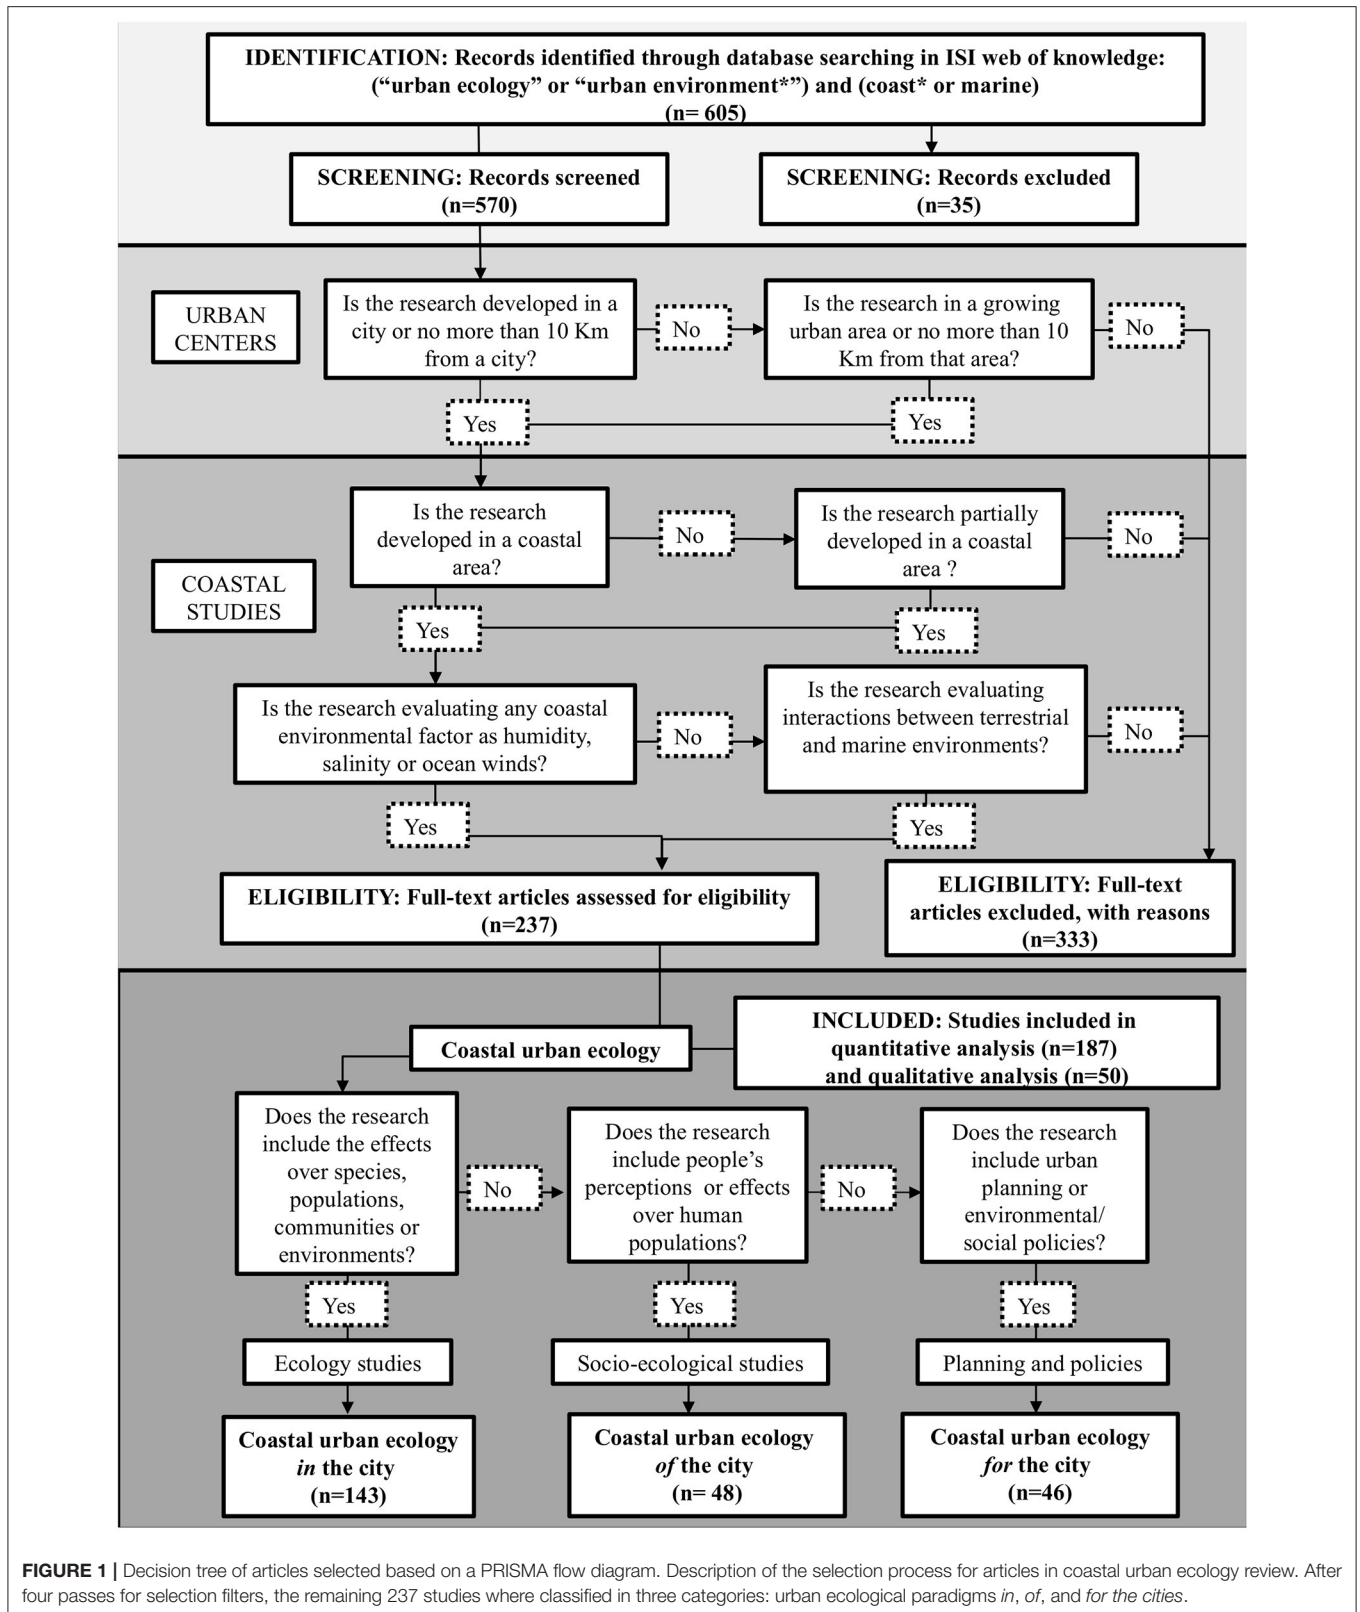 IDENTIFICATION: Records identified through database searching in ISI web of knowledge:
(“urban ecology” or “urban environment*”) and (coast* or marine)
(n= 605)
SCREENING: Records screened
(n=570)
SCREENING: Records excluded
(n=35)
URBAN
CENTERS
Is the research developed in a
city or no more than 10 Km
from a city?
No
Is the research in a growing
urban area or no more than 10
Km from that area?
No
Yes
Yes
COASTAL
STUDIES
Is the research
developed in a coastal
area?
No
Is the research partially
developed in a coastal
area ?
No
Yes
Yes
Is the research evaluating any coastal
environmental factor as humidity,
salinity or ocean winds?
No
Is the research evaluating
interactions between terrestrial
and marine environments?
No
Yes
Yes
ELIGIBILITY: Full-text articles assessed for eligibility
(n=237)
ELIGIBILITY: Full-text
articles excluded, with reasons
(n=333)
Coastal urban ecology
INCLUDED: Studies included in
quantitative analysis (n=187)
and qualitative analysis (n=50)
Does the research
include the effects
over species,
populations,
communities or
environments?
No
Does the research
include people’s
perceptions or effects
over human
populations?
No
Does the research
include urban
planning or
environmental/
social policies?
Yes
Yes
Yes
Ecology studies
Socio-ecological studies
Planning and policies
Coastal urban ecology
in the city
(n=143)
Coastal urban ecology
of the city
(n= 48)
Coastal urban ecology
for the city
(n=46)
FIGURE 1 | Decision tree of articles selected based on a PRISMA flow diagram. Description of the selection process for articles in coastal urban ecology review. After
four passes for selection filters, the remaining 237 studies where classified in three categories: urban ecological paradigms in, of, and for the cities.